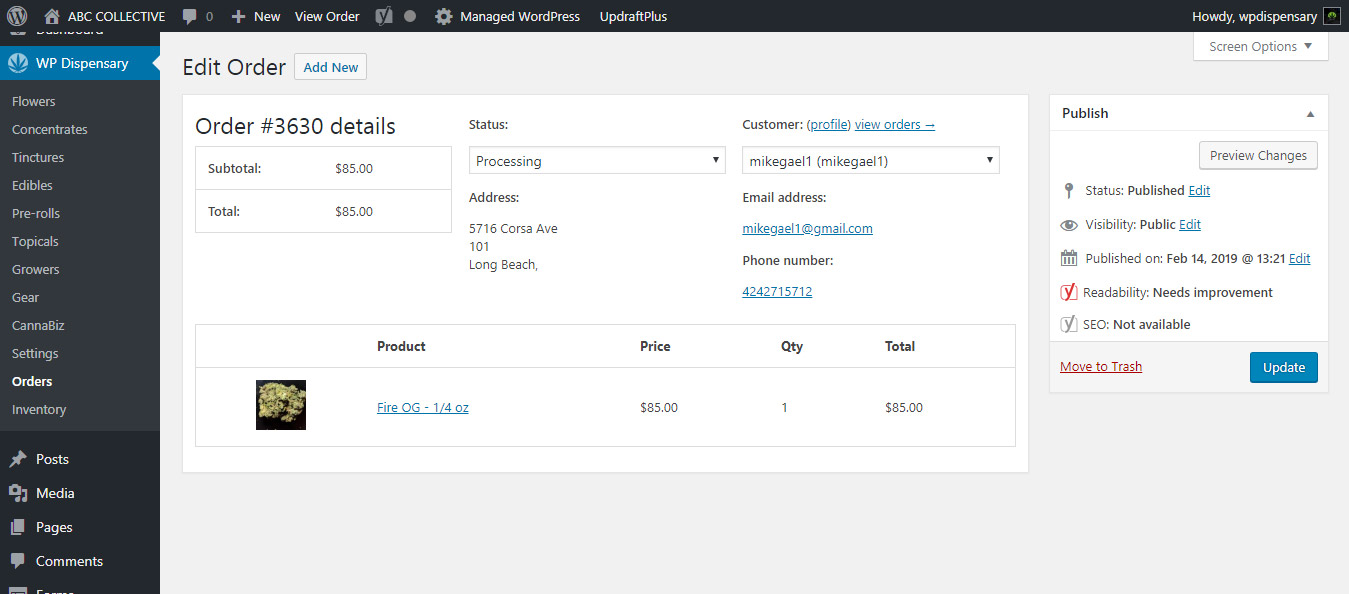 ABC COLLECTIVE 0 New View Order Managed WordPress UpdraftPlus Howdy, wpdispensary
Dashboard
WP Dispensary
Flowers
Concentrates
Tinctures
Edibles
Pre-rolls
Topicals
Growers
Gear
CannaBiz
Settings
Orders
Inventory
Posts
Media
Pages
Comments
Forms
Screen Options ▼
Edit Order Add New
Order #3630 details
Subtotal: $85.00
Total: $85.00
Status:
Processing
Address:
5716 Corsa Ave
101
Long Beach,
Customer: (profile) view orders →
mikegael1 (mikegael1)
Email address:
mikegael1@gmail.com
Phone number:
4242715712
Product Price Qty Total
Fire OG - 1/4 oz $85.00 1 $85.00
Publish
Preview Changes
Status: Published Edit
Visibility: Public Edit
Published on: Feb 14, 2019 @ 13:21 Edit
Readability: Needs improvement
SEO: Not available
Move to Trash Update